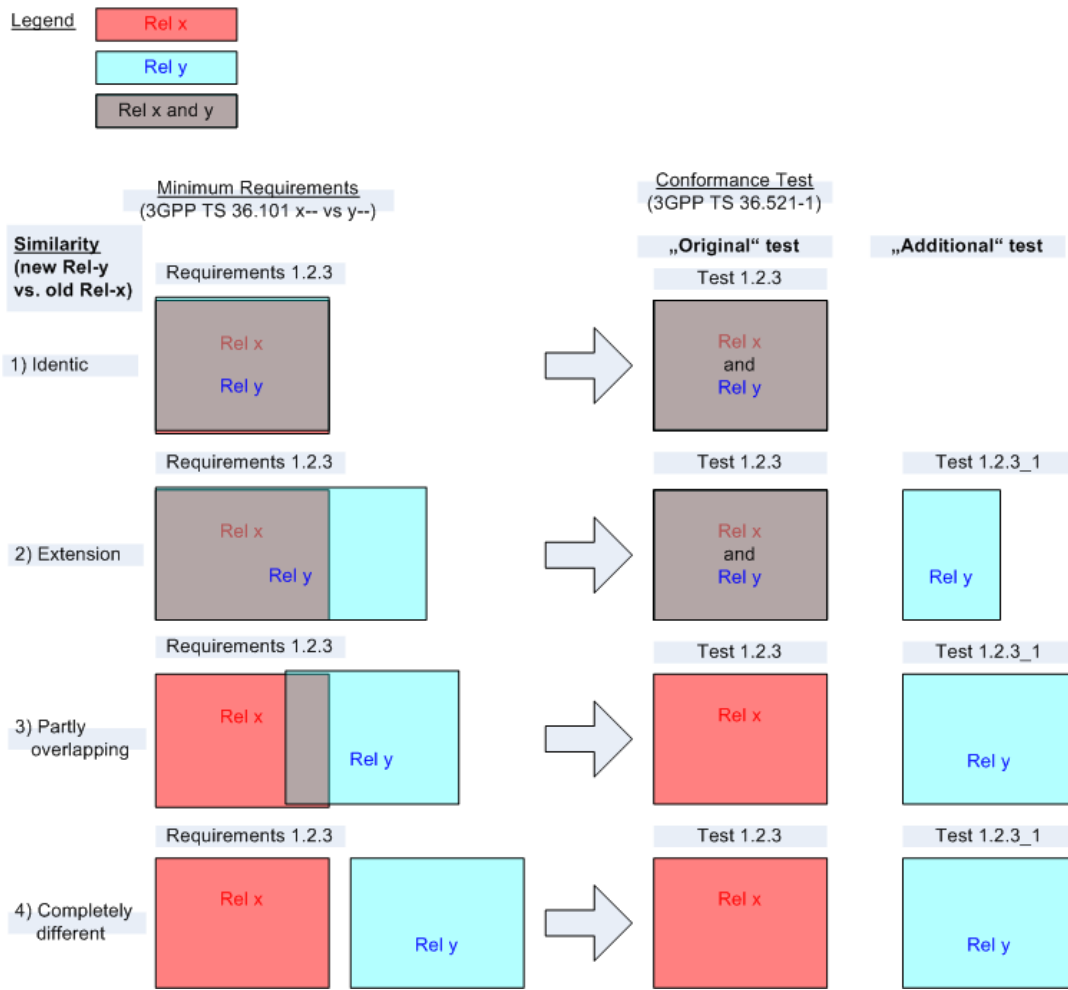 Legend
Rel x
Rel y
Rel x and y
Minimum Requirements
(3GPP TS 36.101 x-- vs y--)
Conformance Test
(3GPP TS 36.521-1)
Similarity
(new Rel-y
vs. old Rel-x)
„Original“ test
„Additional“ test
Requirements 1.2.3
Test 1.2.3
1) Identic
Rel x
Rel y
Rel x
and
Rel y
Requirements 1.2.3
Test 1.2.3
Test 1.2.3_1
2) Extension
Rel x
Rel y
Rel x
and
Rel y
Rel y
Requirements 1.2.3
Test 1.2.3
Test 1.2.3_1
3) Partly
overlapping
Rel x
Rel y
Rel x
Rel y
Requirements 1.2.3
Test 1.2.3
Test 1.2.3_1
4) Completely
different
Rel x
Rel y
Rel x
Rel y